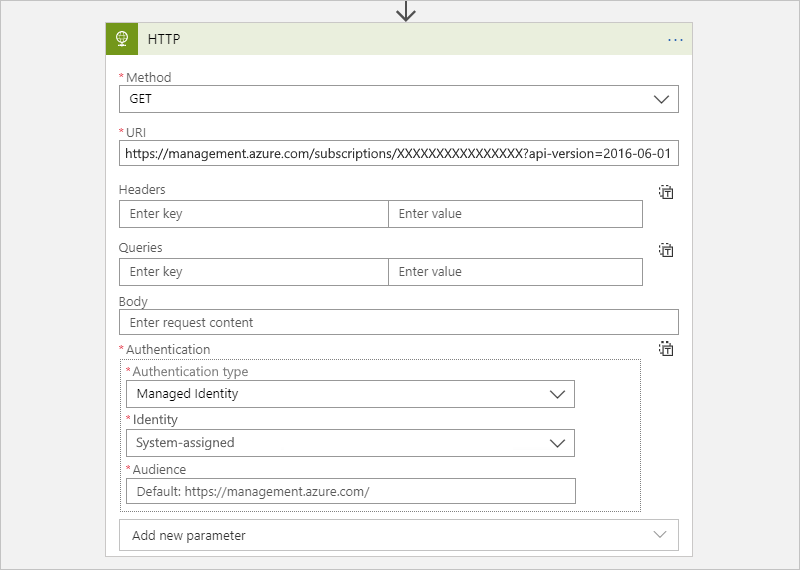 HTTP
* Method
GET
* URI
https://management.azure.com/subscriptions/XXXXXXXXXXXXXXXX?api-version=2016-06-01
Headers
Enter key Enter value
Queries
Enter key Enter value
Body
Enter request content
* Authentication
* Authentication type
Managed Identity
* Identity
System-assigned
* Audience
Default: https://management.azure.com/
Add new parameter